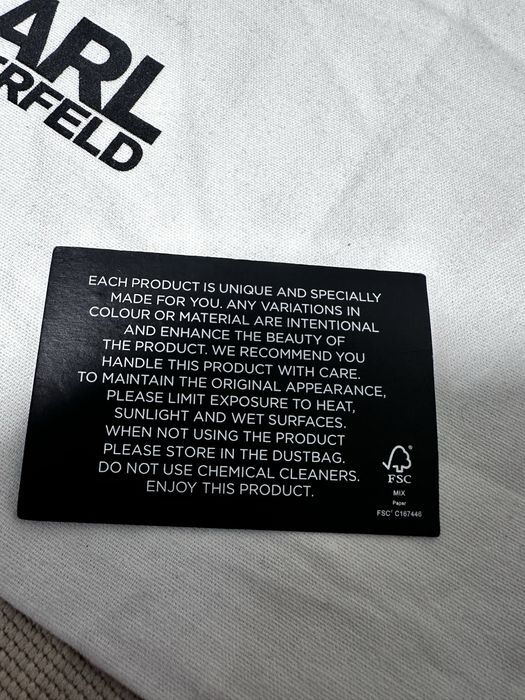 ARL
ERFELD
EACH PRODUCT IS UNIQUE AND SPECIALLY
MADE FOR YOU. ANY VARIATIONS IN
COLOUR OR MATERIAL ARE INTENTIONAL
AND ENHANCE THE BEAUTY OF
THE PRODUCT. WE RECOMMEND YOU
HANDLE THIS PRODUCT WITH CARE.
TO MAINTAIN THE ORIGINAL APPEARANCE,
PLEASE LIMIT EXPOSURE TO HEAT,
SUNLIGHT AND WET SURFACES.
WHEN NOT USING THE PRODUCT
PLEASE STORE IN THE DUSTBAG.
DO NOT USE CHEMICAL CLEANERS.
ENJOY THIS PRODUCT.
FSC
MIX
Paper
FSC® C167446